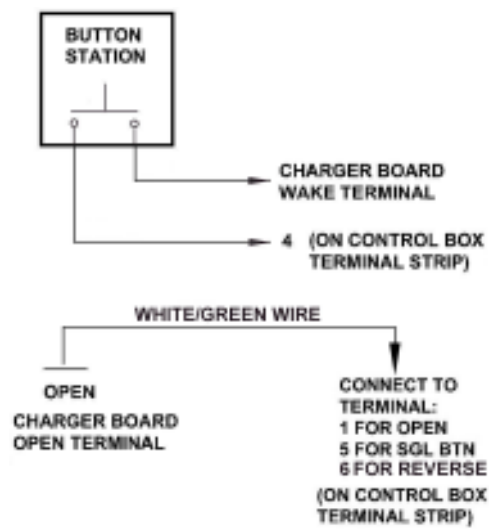 BUTTON
STATION
CHARGER BOARD
WAKE TERMINAL
4 (ON CONTROL BOX
TERMINAL STRIP)
WHITE/GREEN WIRE
OPEN
CHARGER BOARD
OPEN TERMINAL
CONNECT TO
TERMINAL:
1 FOR OPEN
5 FOR SGL BTN
6 FOR REVERSE
(ON CONTROL BOX
TERMINAL STRIP)